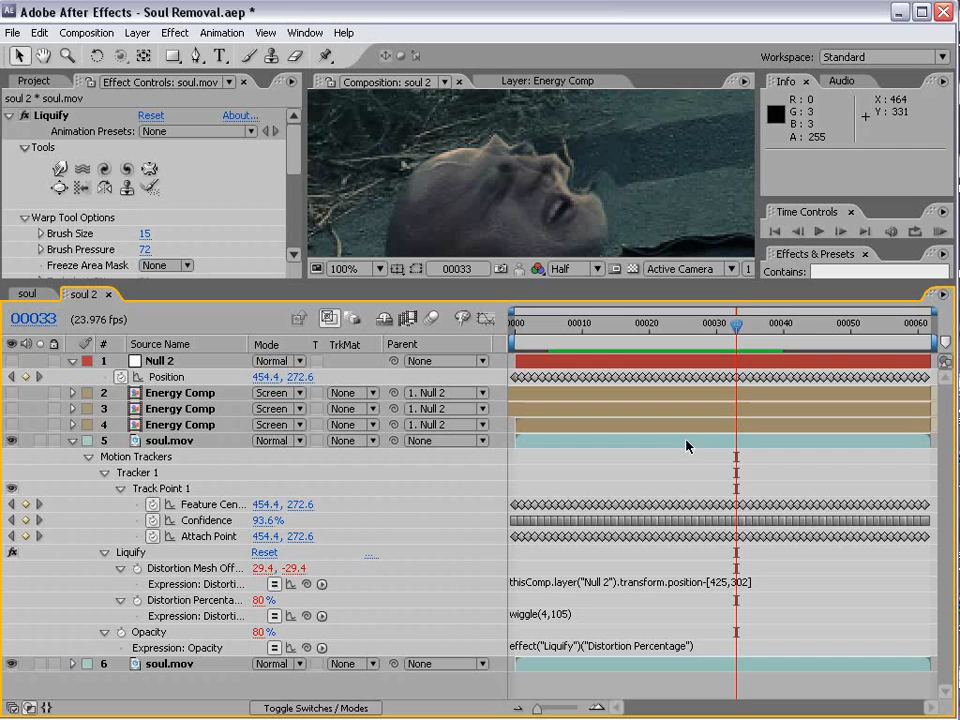 Adobe After Effects - Soul Removal.aep *
File Edit Composition Layer Effect Animation View Window Help
Workspace: Standard
Project Effect Controls: soul.mov
Composition: soul 2 Layer: Energy Comp
Info Audio
soul 2 * soul.mov
Liquify Reset About...
Animation Presets: None
Tools
Warp Tool Options
Brush Size 15
Brush Pressure 72
Freeze Area Mask None
100% 00033 Half Active Camera 1
R: 0
G: 3
B: 3
A: 255
X: 464
Y: 331
Time Controls
Effects & Presets
Contains:
soul soul 2
00033 (23.976 fps)
0000 00010 00020 00030 00040 00050 00060
# Source Name Mode T TrkMat Parent
1 Null 2 Normal None
Position 454.4, 272.6
2 Energy Comp Screen None 1. Null 2
3 Energy Comp Screen None 1. Null 2
4 Energy Comp Screen None 1. Null 2
5 soul.mov Normal None None
Motion Trackers
Tracker 1
Track Point 1
Feature Cen... 454.4, 272.6
Confidence 93.6%
Attach Point 454.4, 272.6
Liquify Reset ...
Distortion Mesh Off... 29.4, -29.4
Expression: Distorti... thisComp.layer("Null 2").transform.position-[425,302]
Distortion Percenta... 80 %
Expression: Distorti... wiggle(4,105)
Opacity 80 %
Expression: Opacity effect("Liquify")("Distortion Percentage")
6 soul.mov Normal None None
Toggle Switches / Modes